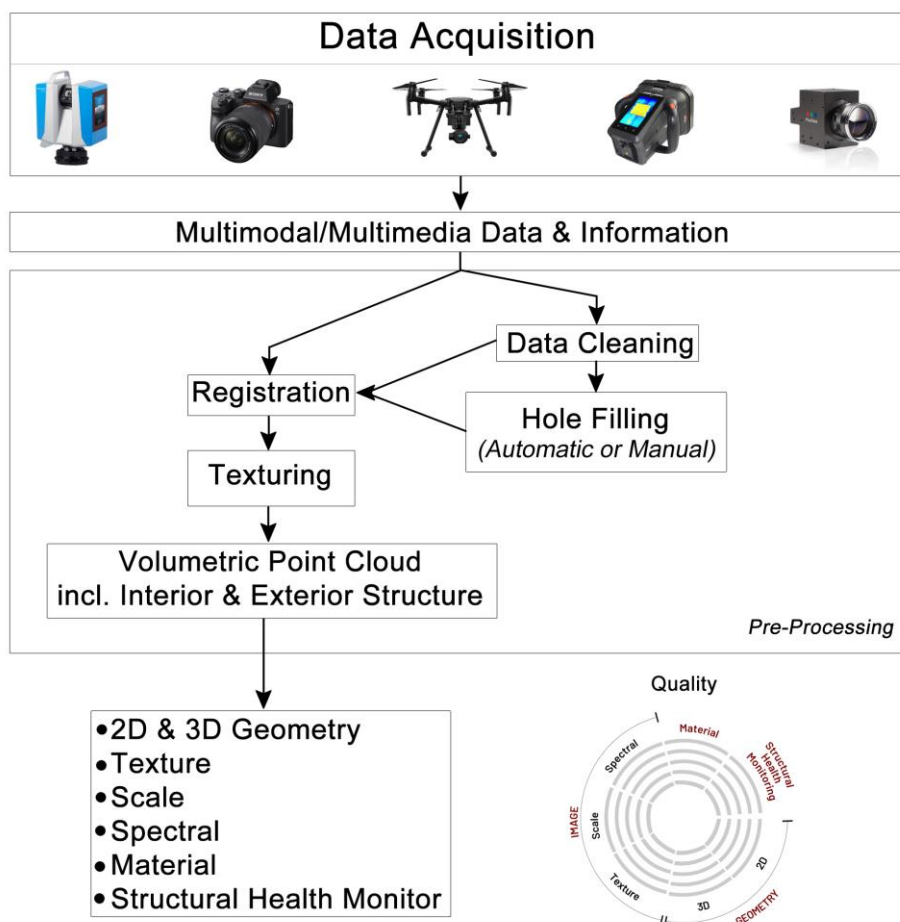 Data Acquisition
SONY
Multimodal/Multimedia Data & Information
Data Cleaning
Registration
Hole Filling
(Automatic or Manual)
Texturing
Volumetric Point Cloud
incl. Interior & Exterior Structure
Pre-Processing
•2D & 3D Geometry
•Texture
•Scale
•Spectral
•Material
•Structural Health Monitor
Quality
Material
Spectral
Structural
Health
Monitoring
IMAGE
Scale
Texture
3D
2D
GEOMETRY